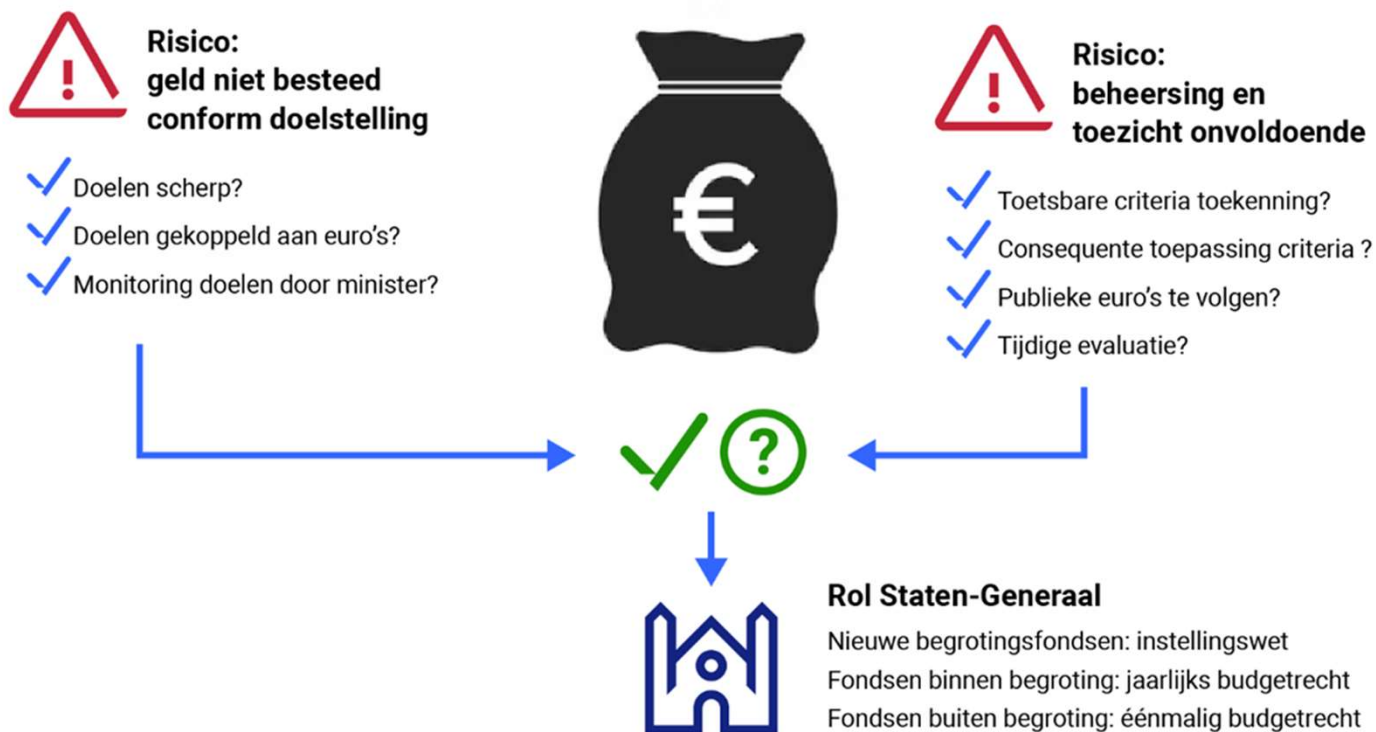 Risico:
geld niet besteed
conform doelstelling
Doelen scherp?
Doelen gekoppeld aan euro's?
Monitoring doelen door minister?
€
Risico:
beheersing en
toezicht onvoldoende
Toetsbare criteria toekenning?
Consequente toepassing criteria ?
Publieke euro's te volgen?
Tijdige evaluatie?
?
Rol Staten-Generaal
Nieuwe begrotingsfondsen: instellingswet
Fondsen binnen begroting: jaarlijks budgetrecht
Fondsen buiten begroting: éénmalig budgetrecht